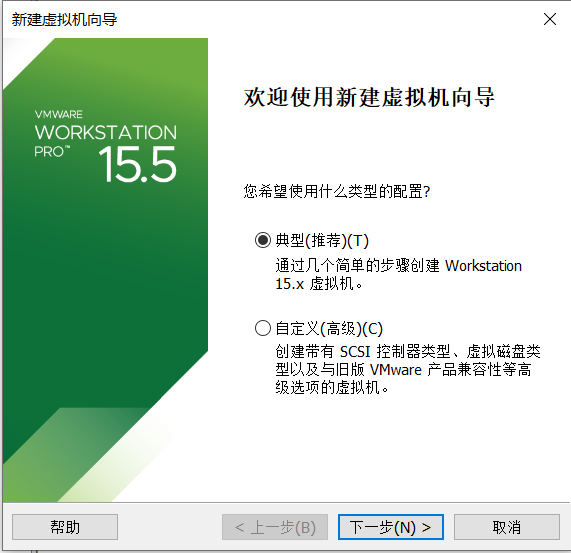 新建虚拟机向导
VMWARE
WORKSTATION
PRO™ 15.5
欢迎使用新建虚拟机向导
您希望使用什么类型的配置?
典型(推荐)(T)
通过几个简单的步骤创建 Workstation
15.x 虚拟机。
自定义(高级)(C)
创建带有 SCSI 控制器类型、虚拟磁盘类
型以及与旧版 VMware 产品兼容性等高
级选项的虚拟机。
帮助
< 上一步(B)
下一步(N) >
取消